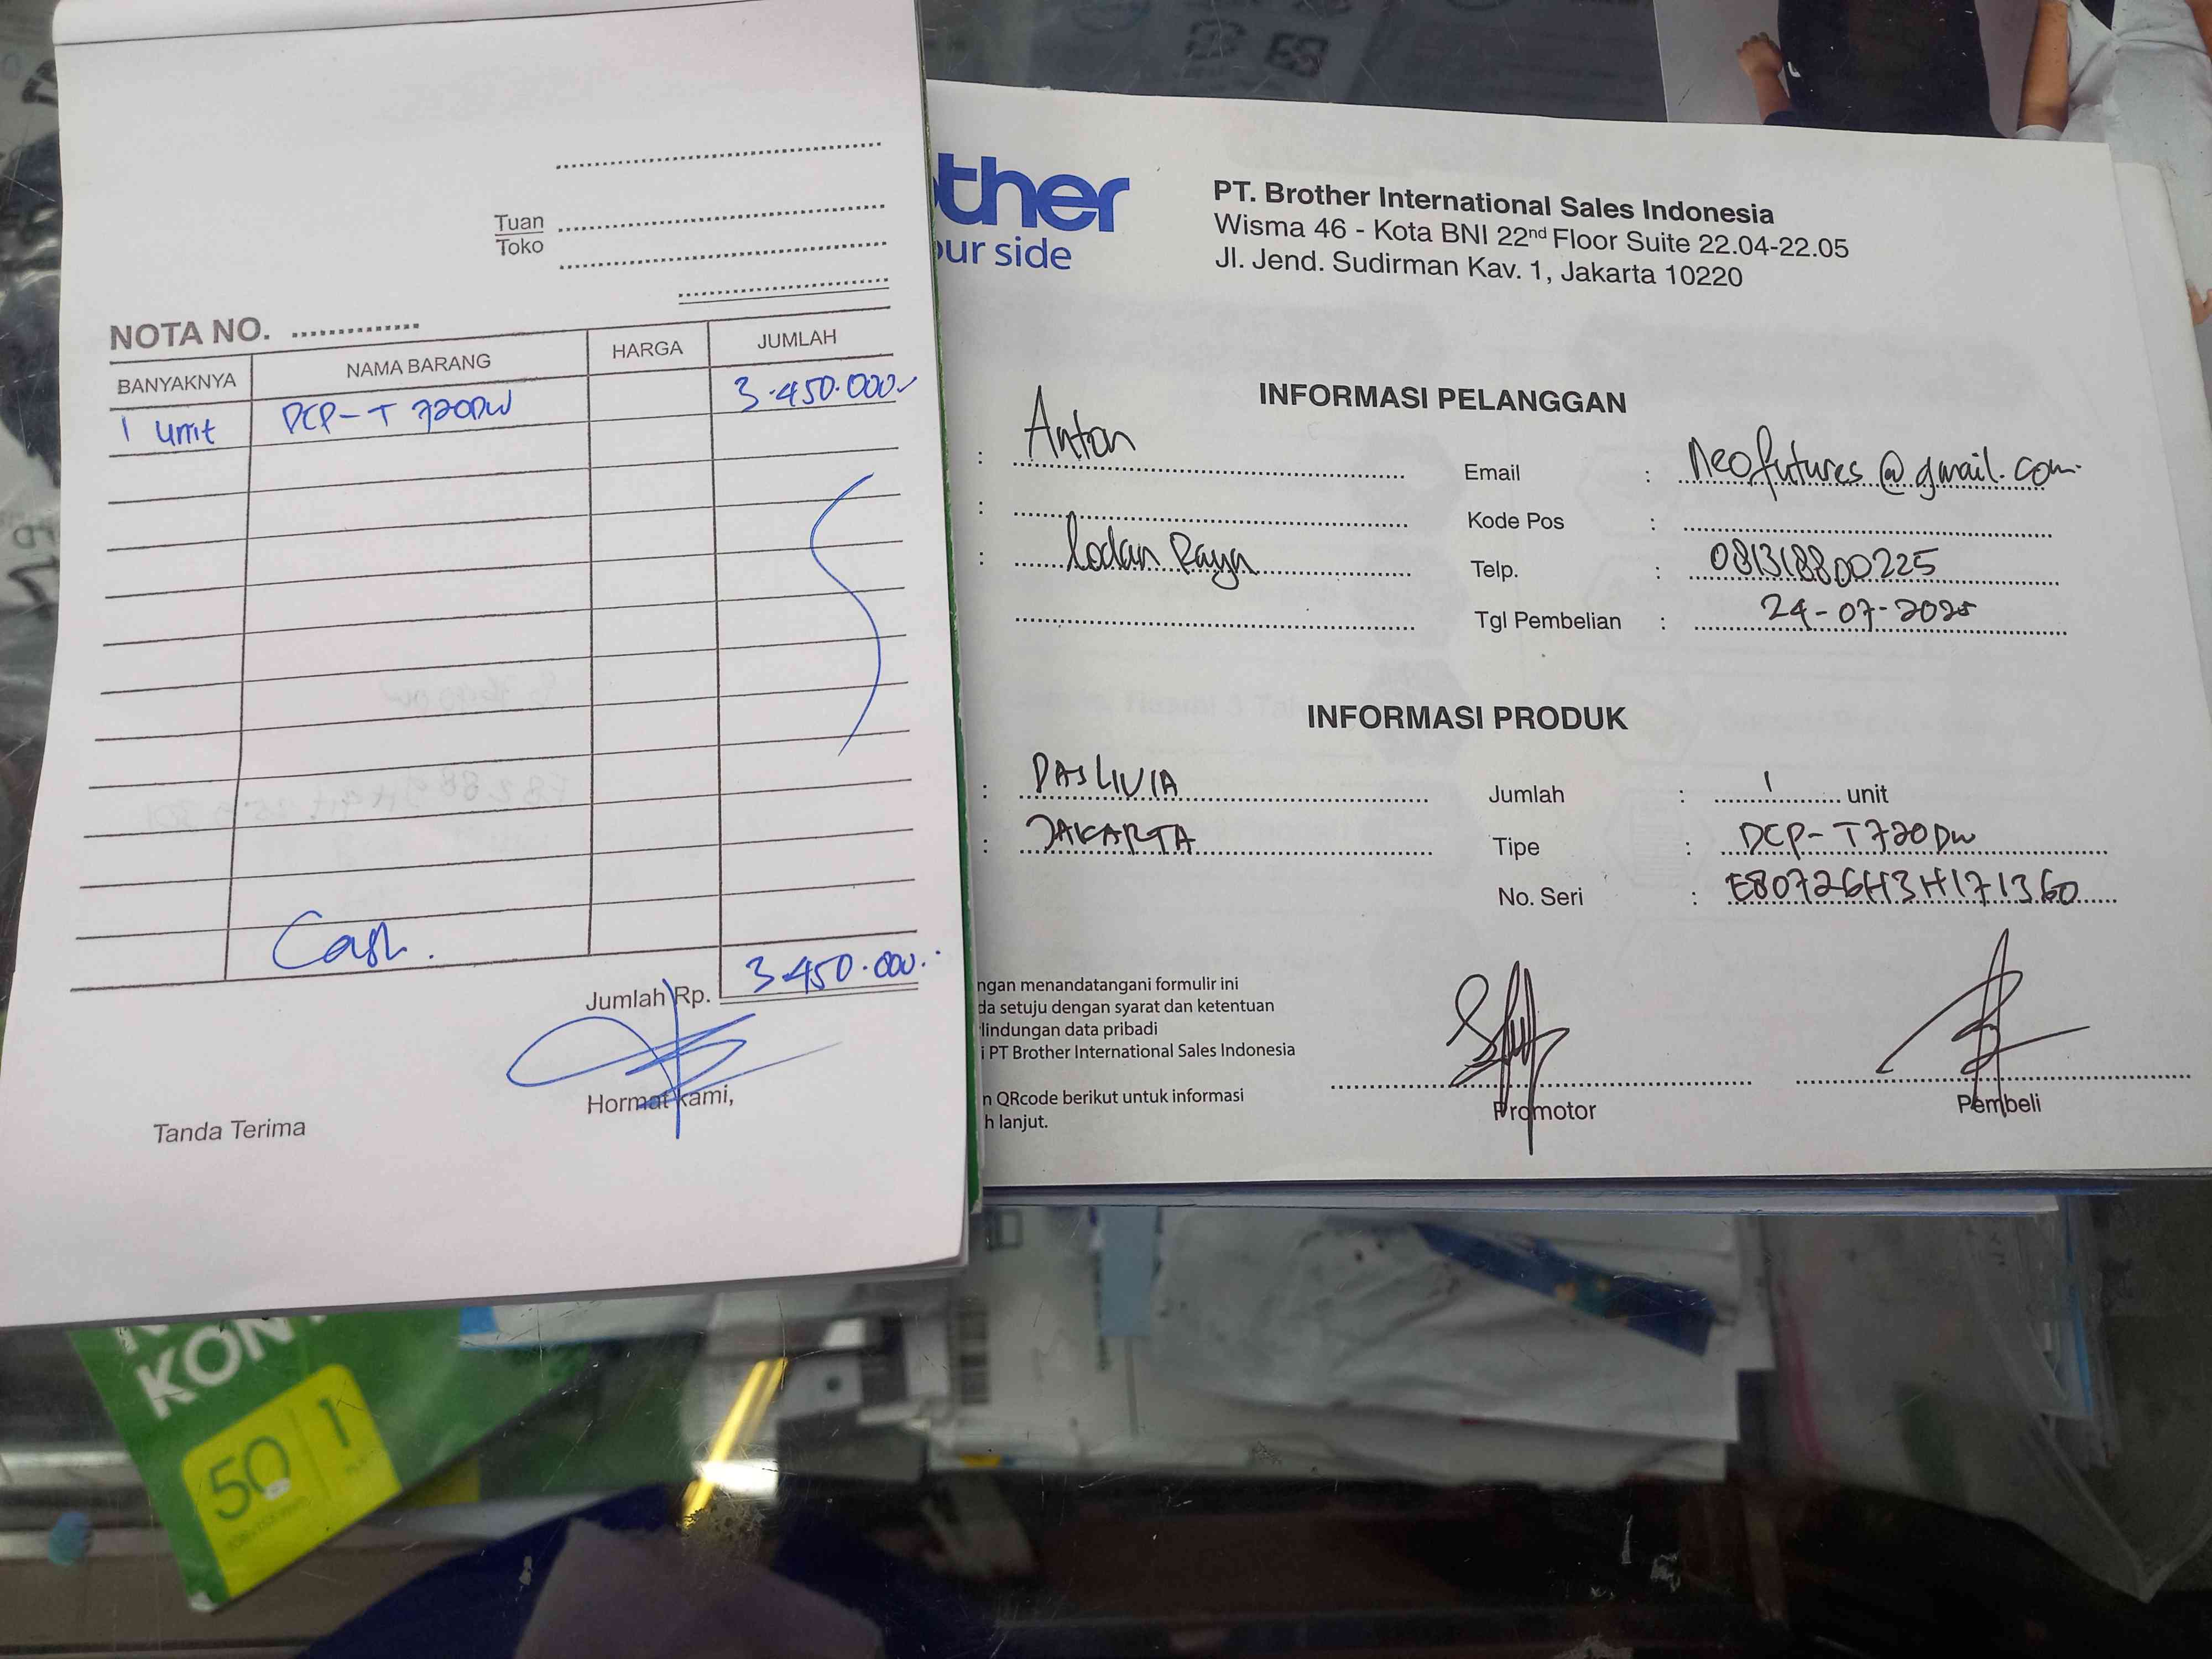 Tuan
Toko
NOTA NO. ..............
BANYAKNYA NAMA BARANG HARGA JUMLAH
1 unit DCP-T 720DW 3.450.000
Cash.
Jumlah Rp. 3.450.000
Hormat kami,
Tanda Terima
KON
50 1
ther
our side
PT. Brother International Sales Indonesia
Wisma 46 - Kota BNI 22nd Floor Suite 22.04-22.05
Jl. Jend. Sudirman Kav. 1, Jakarta 10220
INFORMASI PELANGGAN
: Anton Email : Neofutures@gmail.com
: Kode Pos :
: lodan Raya Telp. : 081318800225
Tgl Pembelian : 24-07-2025
INFORMASI PRODUK
: Jumlah : 1 unit
: JAKARTA Tipe : DCP-T720DW
No. Seri : E80726H3H171360
ngan menandatangani formulir ini
da setuju dengan syarat dan ketentuan
lindungan data pribadi
i PT Brother International Sales Indonesia
n QRcode berikut untuk informasi
h lanjut.
Promotor Pembeli